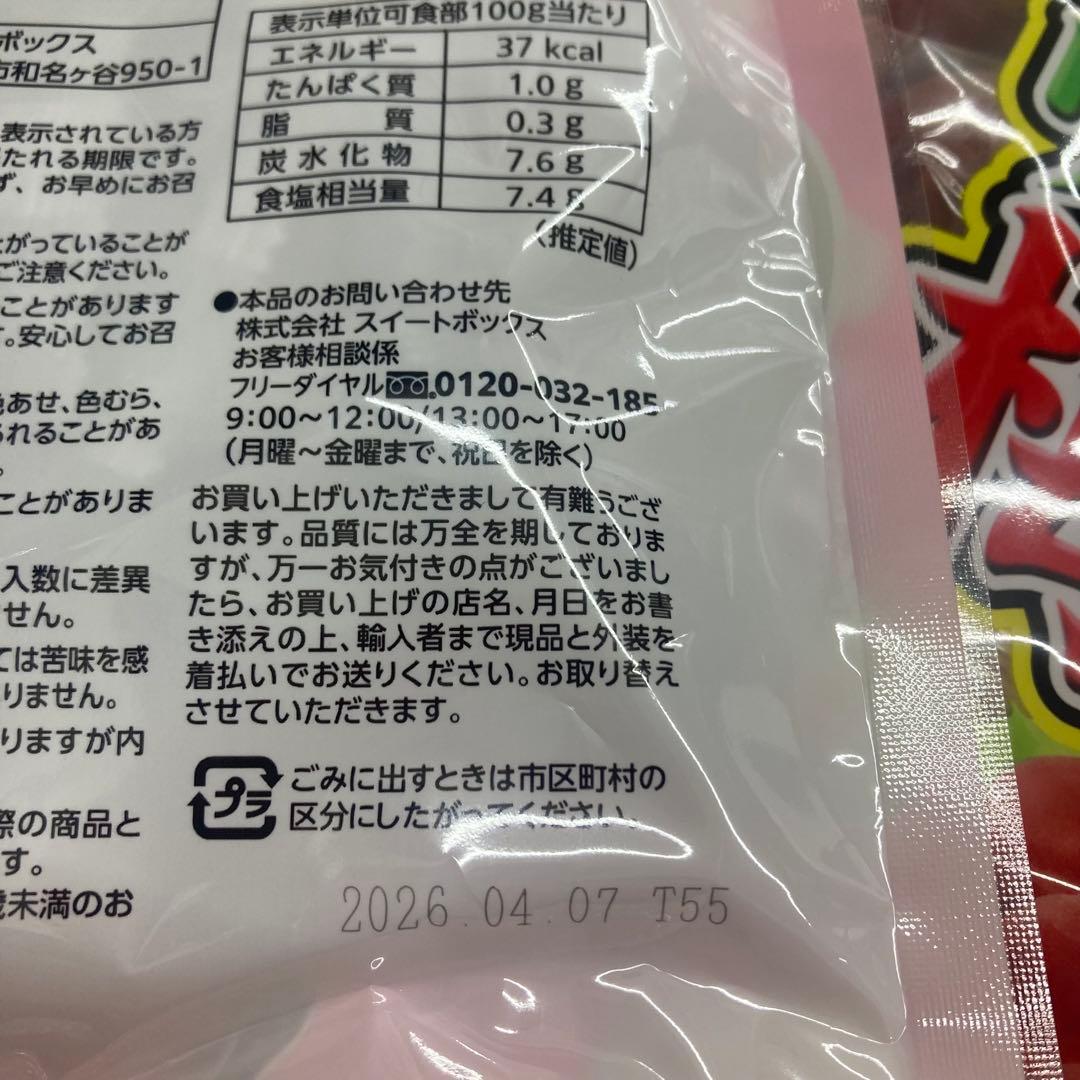 ボックス
市和名ヶ谷950-1
表示されている方
たれる期限です。
ず、お早めにお召
たがっていることが
ご注意ください。
ことがあります
す。安心してお召
色あせ、色むら、
られることがあ
ことがありま
入数に差異
せん。
ては苦味を感
りません。
りますが内
際の商品と
す。
歳未満のお
表示単位可食部100g当たり
エネルギー 37 kcal
たんぱく質 1.0 g
脂質 0.3 g
炭水化物 7.6 g
食塩相当量 7.4 g
(推定値)
●本品のお問い合わせ先
株式会社 スイートボックス
お客様相談係
フリーダイヤル 0120-032-185
9:00～12:00/13:00～17:00
(月曜～金曜まで、祝日を除く)
お買い上げいただきまして有難うござ
います。品質には万全を期しておりま
すが、万一お気付きの点がございまし
たら、お買い上げの店名、月日をお書
き添えの上、輸入者まで現品と外装を
着払いでお送りください。お取り替え
させていただきます。
プラ
ごみに出すときは市区町村の
区分にしたがってください。
2026.04.07 T55